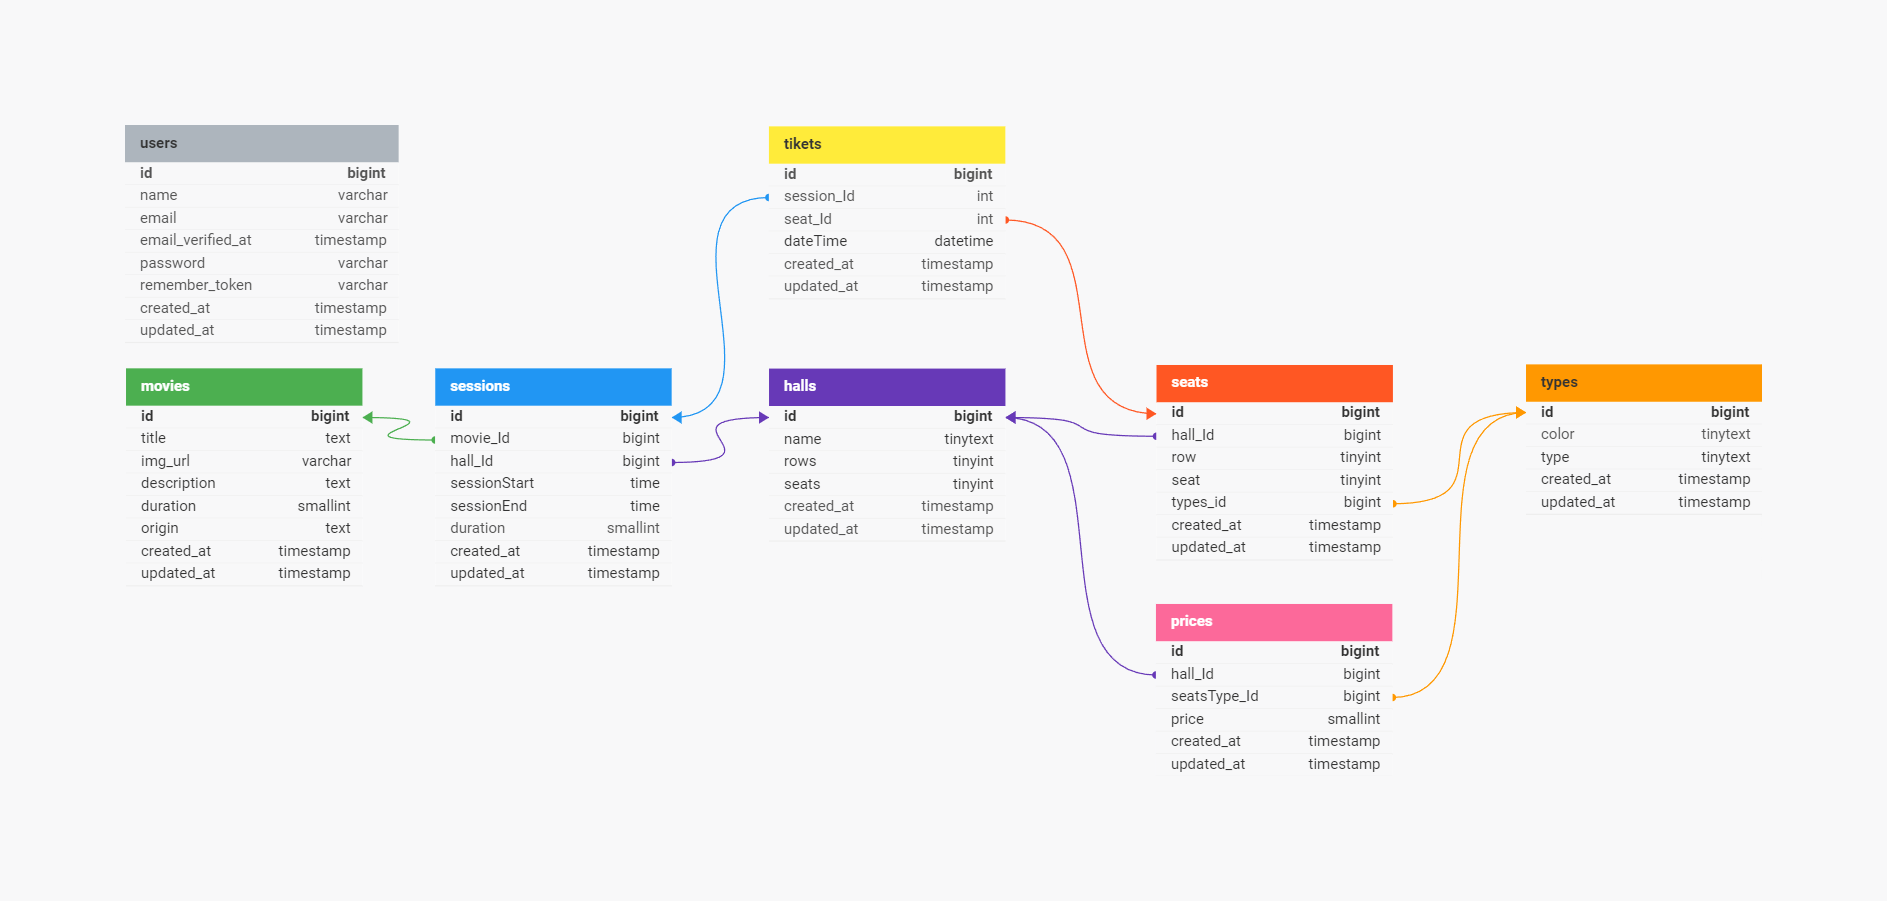 users
id bigint
name varchar
email varchar
email_verified_at timestamp
password varchar
remember_token varchar
created_at timestamp
updated_at timestamp
tikets
id bigint
session_Id int
seat_Id int
dateTime datetime
created_at timestamp
updated_at timestamp
movies
id bigint
title text
img_url varchar
description text
duration smallint
origin text
created_at timestamp
updated_at timestamp
sessions
id bigint
movie_Id bigint
hall_Id bigint
sessionStart time
sessionEnd time
duration smallint
created_at timestamp
updated_at timestamp
halls
id bigint
name tinytext
rows tinyint
seats tinyint
created_at timestamp
updated_at timestamp
seats
id bigint
hall_Id bigint
row tinyint
seat tinyint
types_id bigint
created_at timestamp
updated_at timestamp
types
id bigint
color tinytext
type tinytext
created_at timestamp
updated_at timestamp
prices
id bigint
hall_Id bigint
seatsType_Id bigint
price smallint
created_at timestamp
updated_at timestamp